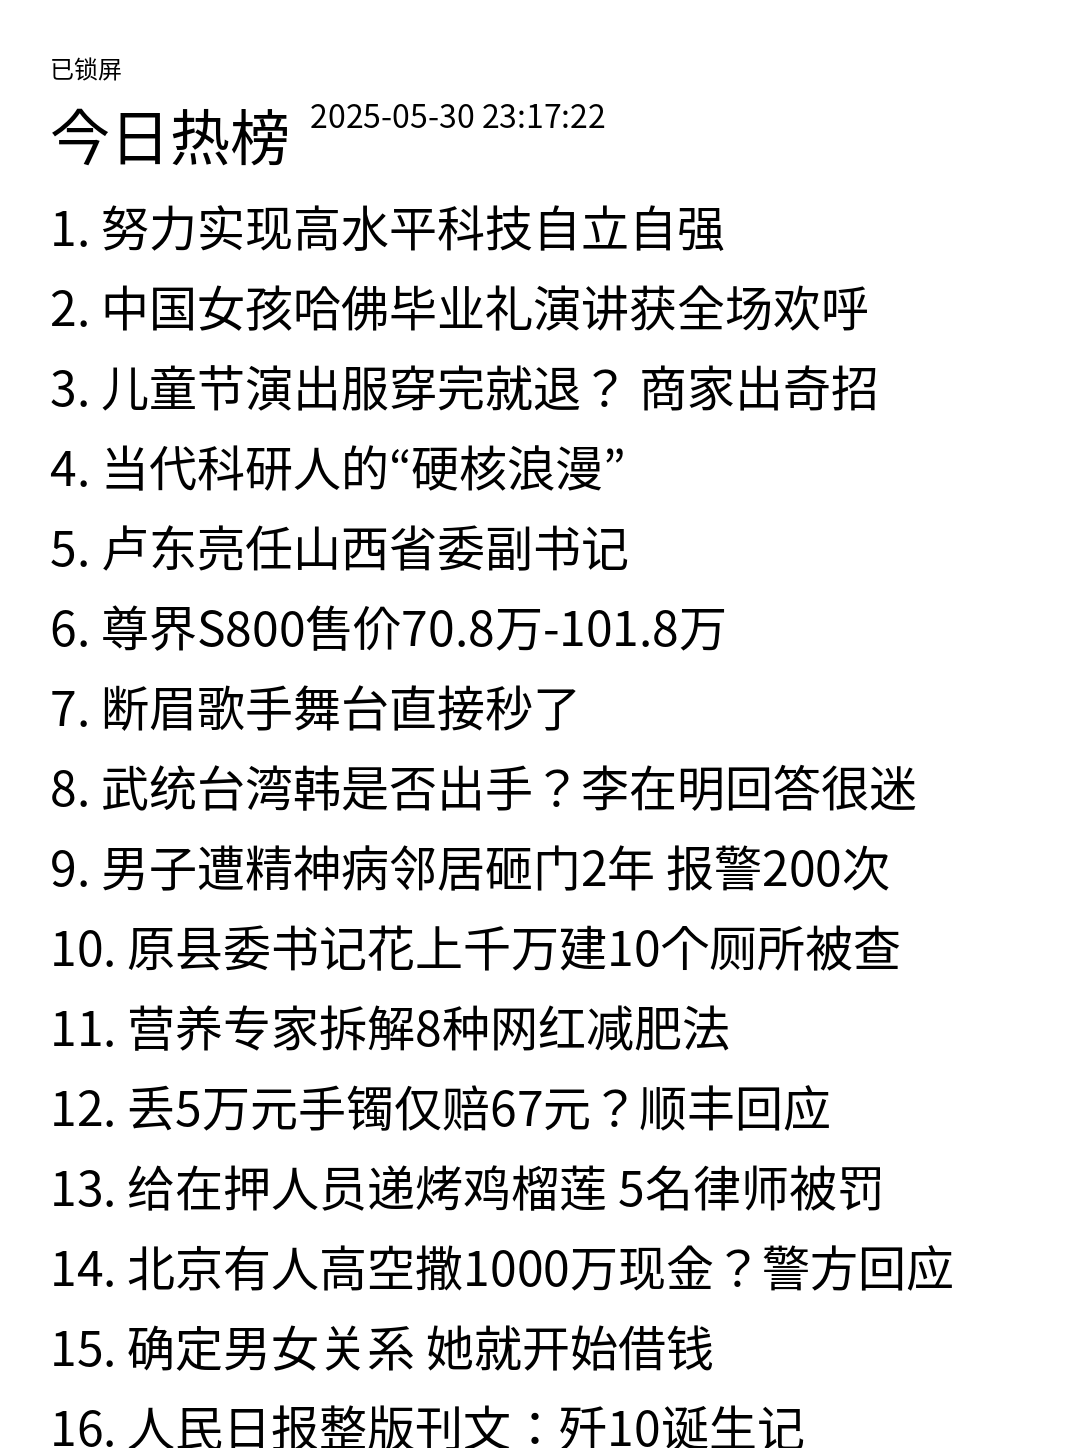 已锁屏
今日热榜 2025-05-30 23:17:22
1. 努力实现高水平科技自立自强
2. 中国女孩哈佛毕业礼演讲获全场欢呼
3. 儿童节演出服穿完就退？ 商家出奇招
4. 当代科研人的“硬核浪漫”
5. 卢东亮任山西省委副书记
6. 尊界S800售价70.8万-101.8万
7. 断眉歌手舞台直接秒了
8. 武统台湾韩是否出手？李在明回答很迷
9. 男子遭精神病邻居砸门2年 报警200次
10. 原县委书记花上千万建10个厕所被查
11. 营养专家拆解8种网红减肥法
12. 丢5万元手镯仅赔67元？顺丰回应
13. 给在押人员递烤鸡榴莲 5名律师被罚
14. 北京有人高空撒1000万现金？警方回应
15. 确定男女关系 她就开始借钱
16. 人民日报整版刊文：歼10诞生记